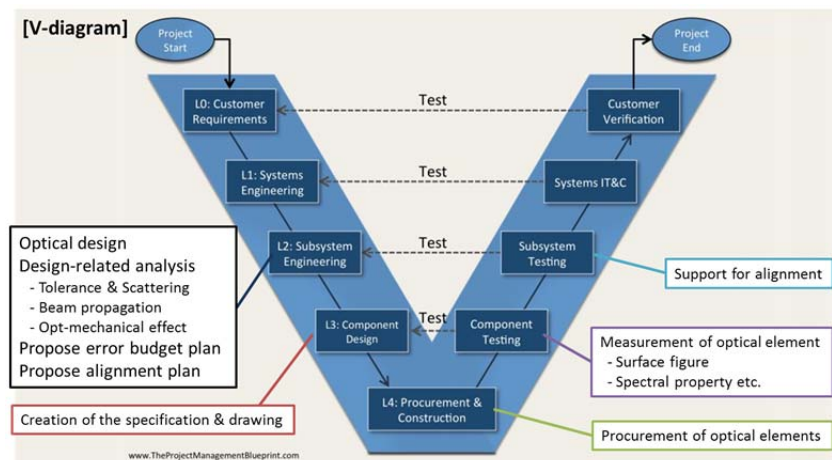 [V-diagram]
Project
Start
Project
End
L0: Customer
Requirements
Test
Customer
Verification
L1: Systems
Engineering
Test
Systems IT&C
Optical design
Design-related analysis
- Tolerance & Scattering
- Beam propagation
- Opt-mechanical effect
Propose error budget plan
Propose alignment plan
L2: Subsystem
Engineering
Test
Subsystem
Testing
Support for alignment
L3: Component
Design
Test
Component
Testing
Measurement of optical element
- Surface figure
- Spectral property etc.
Creation of the specification & drawing
L4: Procurement &
Construction
Procurement of optical elements
www.TheProjectManagementBlueprint.com